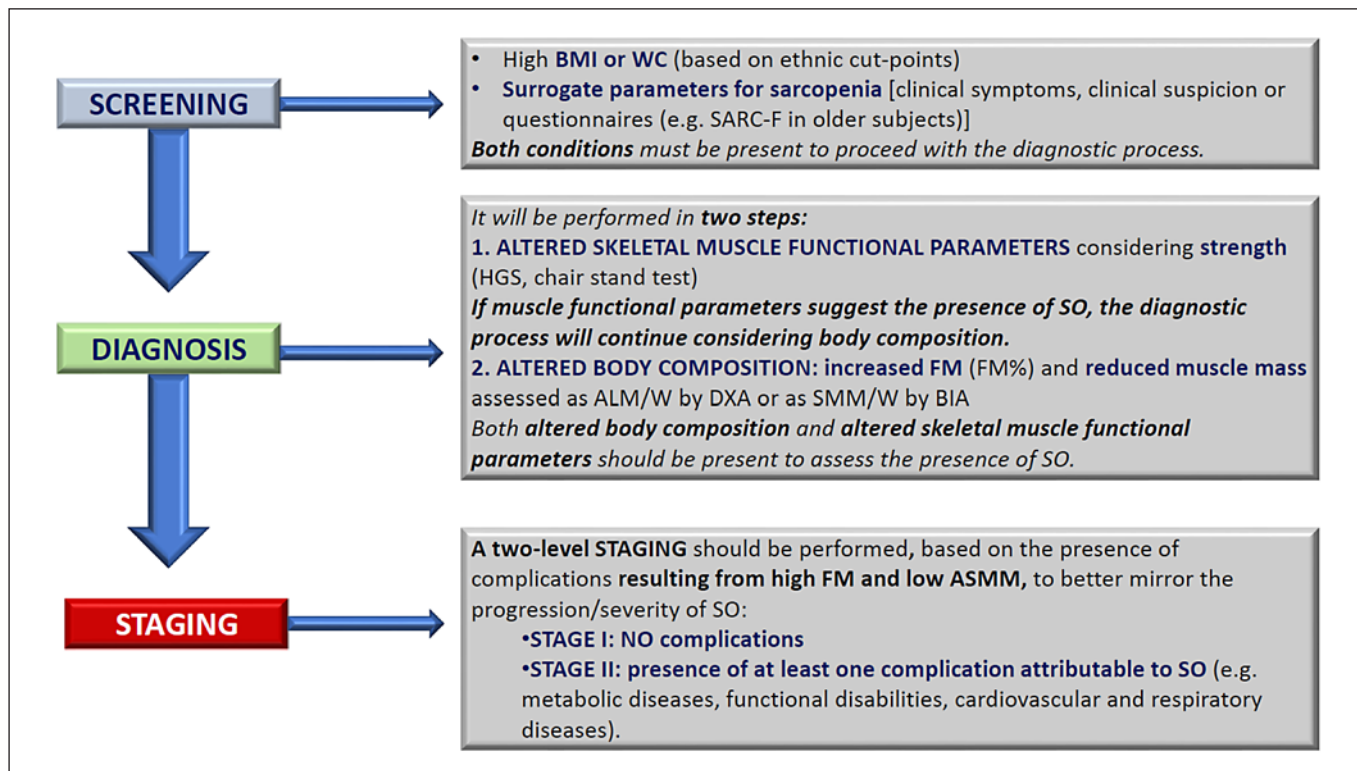 SCREENING
• High BMI or WC (based on ethnic cut-points)
• Surrogate parameters for sarcopenia [clinical symptoms, clinical suspicion or
questionnaires (e.g. SARC-F in older subjects)]
Both conditions must be present to proceed with the diagnostic process.
DIAGNOSIS
It will be performed in two steps:
1. ALTERED SKELETAL MUSCLE FUNCTIONAL PARAMETERS considering strength
(HGS, chair stand test)
If muscle functional parameters suggest the presence of SO, the diagnostic
process will continue considering body composition.
2. ALTERED BODY COMPOSITION: increased FM (FM%) and reduced muscle mass
assessed as ALM/W by DXA or as SMM/W by BIA
Both altered body composition and altered skeletal muscle functional
parameters should be present to assess the presence of SO.
STAGING
A two-level STAGING should be performed, based on the presence of
complications resulting from high FM and low ASMM, to better mirror the
progression/severity of SO:
•STAGE I: NO complications
•STAGE II: presence of at least one complication attributable to SO (e.g.
metabolic diseases, functional disabilities, cardiovascular and respiratory
diseases).